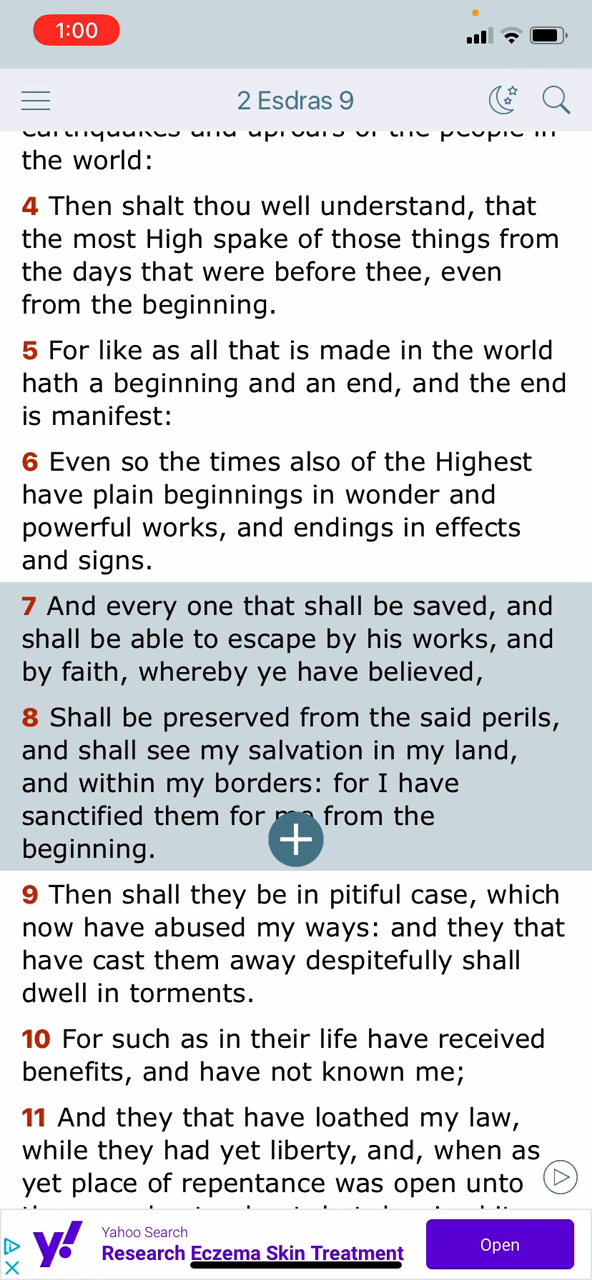 1:00
2 Esdras 9
earthquakes and uproars of the people in
the world:
4 Then shalt thou well understand, that
the most High spake of those things from
the days that were before thee, even
from the beginning.
5 For like as all that is made in the world
hath a beginning and an end, and the end
is manifest:
6 Even so the times also of the Highest
have plain beginnings in wonder and
powerful works, and endings in effects
and signs.
7 And every one that shall be saved, and
shall be able to escape by his works, and
by faith, whereby ye have believed,
8 Shall be preserved from the said perils,
and shall see my salvation in my land,
and within my borders: for I have
sanctified them for me from the
beginning.
9 Then shall they be in pitiful case, which
now have abused my ways: and they that
have cast them away despitefully shall
dwell in torments.
10 For such as in their life have received
benefits, and have not known me;
11 And they that have loathed my law,
while they had yet liberty, and, when as
yet place of repentance was open unto
y!
Yahoo Search
Research Eczema Skin Treatment
Open